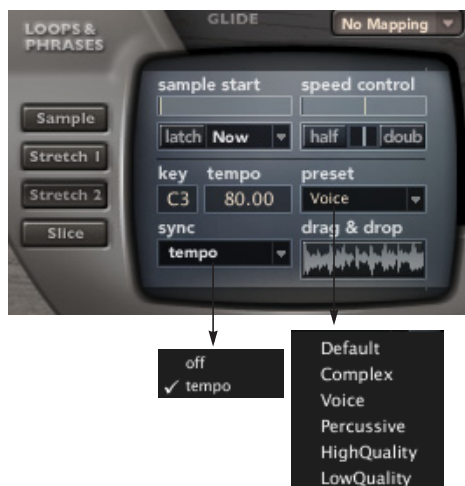 LOOPS &
PHRASES
GLIDE
No Mapping
Sample
Stretch 1
Stretch 2
Slice
sample start
speed control
latch Now
half doub
key tempo
preset
C3 80.00
Voice
sync
drag & drop
tempo
off
✓ tempo
Default
Complex
Voice
Percussive
HighQuality
LowQuality